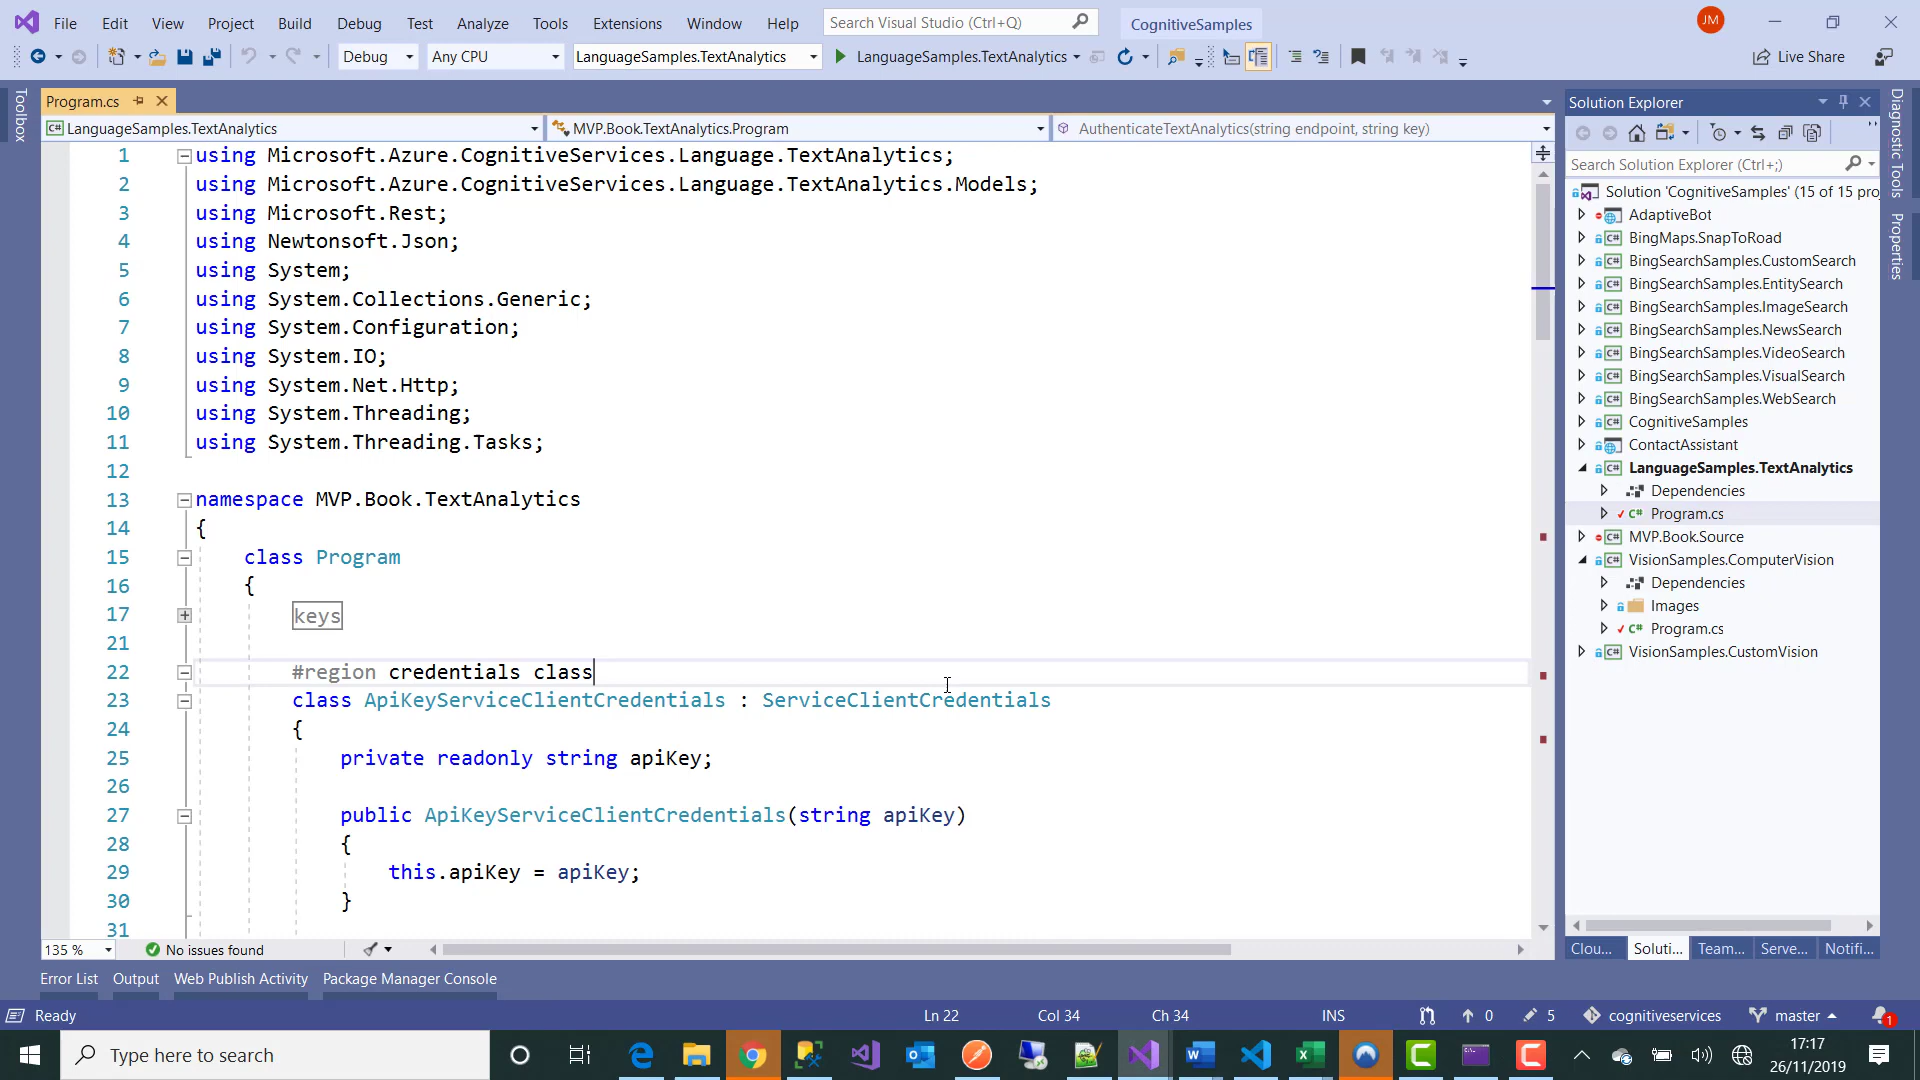 File Edit View Project Build Debug Test Analyze Tools Extensions Window Help Search Visual Studio (Ctrl+Q) CognitiveSamples JM
Debug Any CPU LanguageSamples.TextAnalytics LanguageSamples.TextAnalytics Live Share
Toolbox
Program.cs
LanguageSamples.TextAnalytics MVP.Book.TextAnalytics.Program AuthenticateTextAnalytics(string endpoint, string key)
1 using Microsoft.Azure.CognitiveServices.Language.TextAnalytics;
2 using Microsoft.Azure.CognitiveServices.Language.TextAnalytics.Models;
3 using Microsoft.Rest;
4 using Newtonsoft.Json;
5 using System;
6 using System.Collections.Generic;
7 using System.Configuration;
8 using System.IO;
9 using System.Net.Http;
10 using System.Threading;
11 using System.Threading.Tasks;
12
13 namespace MVP.Book.TextAnalytics
14 {
15 class Program
16 {
17 keys
21
22 #region credentials class
23 class ApiKeyServiceClientCredentials : ServiceClientCredentials
24 {
25 private readonly string apiKey;
26
27 public ApiKeyServiceClientCredentials(string apiKey)
28 {
29 this.apiKey = apiKey;
30 }
31
135 % No issues found
Solution Explorer
Search Solution Explorer (Ctrl+;)
Solution 'CognitiveSamples' (15 of 15 proj
C# AdaptiveBot
C# BingMaps.SnapToRoad
C# BingSearchSamples.CustomSearch
C# BingSearchSamples.EntitySearch
C# BingSearchSamples.ImageSearch
C# BingSearchSamples.NewsSearch
C# BingSearchSamples.VideoSearch
C# BingSearchSamples.VisualSearch
C# BingSearchSamples.WebSearch
C# CognitiveSamples
ContactAssistant
C# LanguageSamples.TextAnalytics
Dependencies
C# Program.cs
C# MVP.Book.Source
C# VisionSamples.ComputerVision
Dependencies
Images
C# Program.cs
C# VisionSamples.CustomVision
Clou... Soluti... Team... Serve... Notifi...
Diagnostic Tools
Properties
Error List Output Web Publish Activity Package Manager Console
Ready Ln 22 Col 34 Ch 34 INS 0 5 cognitiveservices master 1
Type here to search 17:17
26/11/2019